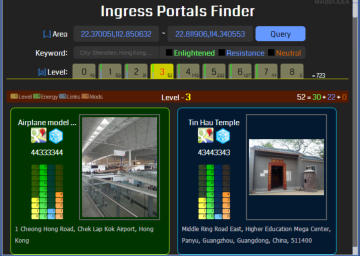 Ingress Portals Finder
[..] Area 22.370051,112.850632 ~ 22.811906,114.340553 Query
Keyword: City Shenzhen, Hong Kong... Enlightened Resistance Neutral
Level: 0 1 2 3 4 5 6 7 8 = 723
Level Energy Links Mods Level - 3 52 = 30 + 22 + 0
Airplane model ...
44333344
1 Cheong Hong Road, Chek Lap Kok Airport, Hong
Kong
Tin Hau Temple
43443343
Middle Ring Road East, Higher Education Mega Center,
Panyu, Guangzhou, Guangdong, China, 511400